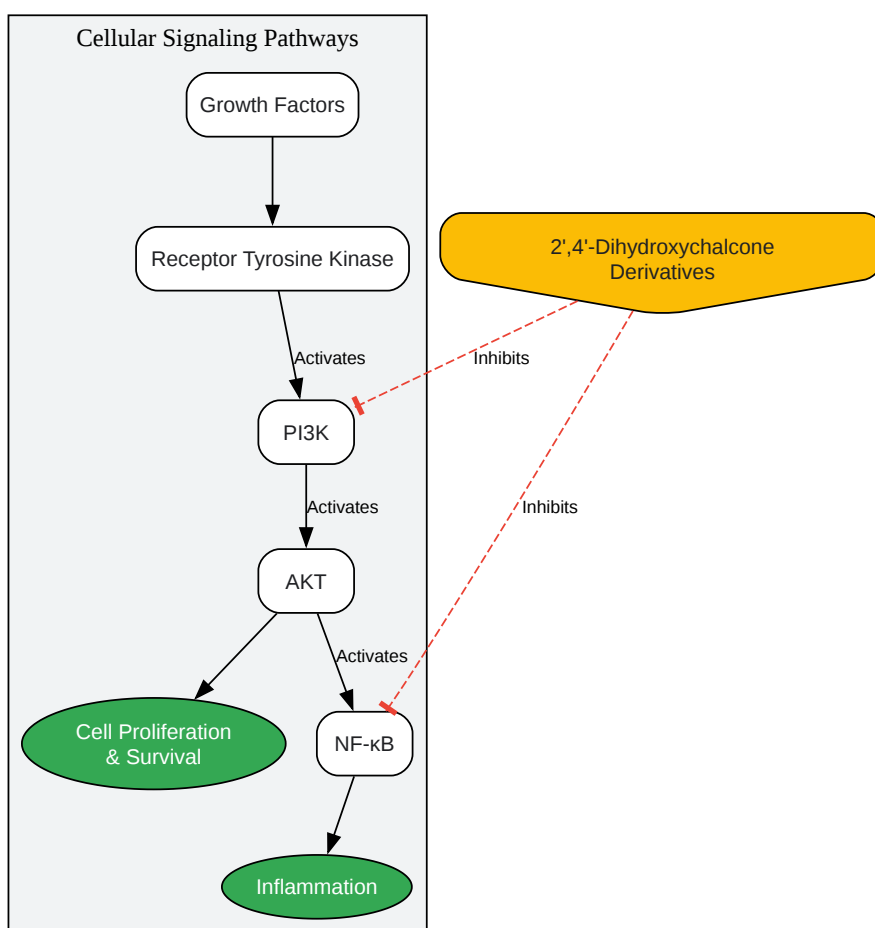 Cellular Signaling Pathways
Growth Factors
Receptor Tyrosine Kinase
2',4'-Dihydroxychalcone
Derivatives
Activates
Inhibits
PI3K
Activates
Inhibits
AKT
Activates
Cell Proliferation
& Survival
NF-κB
Inflammation